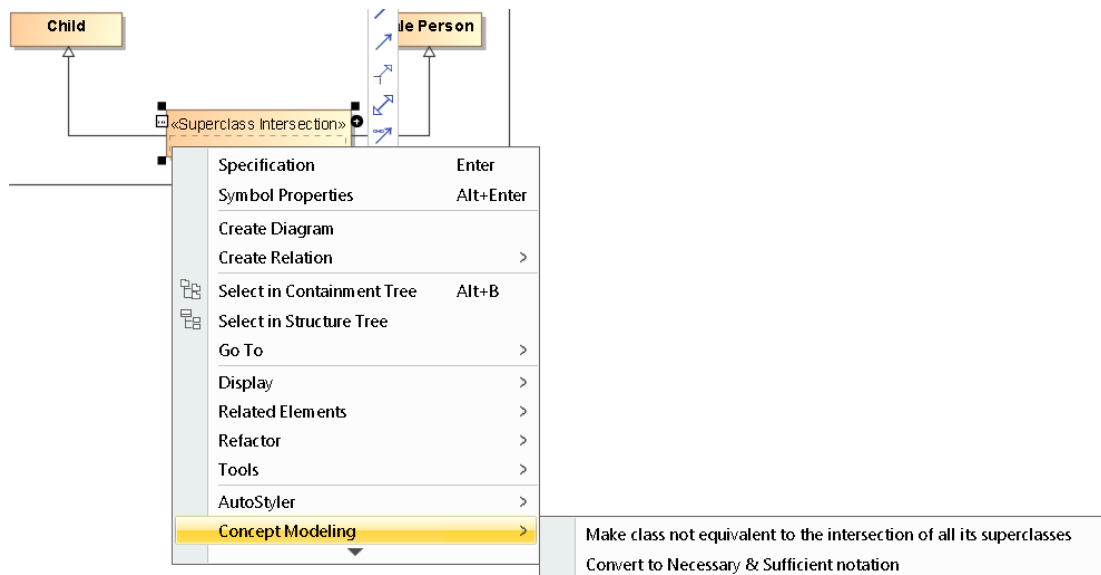 Child
le Person
«Superclass Intersection»
Specification Enter
Symbol Properties Alt+Enter
Create Diagram
Create Relation
Select in Containment Tree Alt+B
Select in Structure Tree
Go To
Display
Related Elements
Refactor
Tools
AutoStyler
Concept Modeling
Make class not equivalent to the intersection of all its superclasses
Convert to Necessary & Sufficient notation